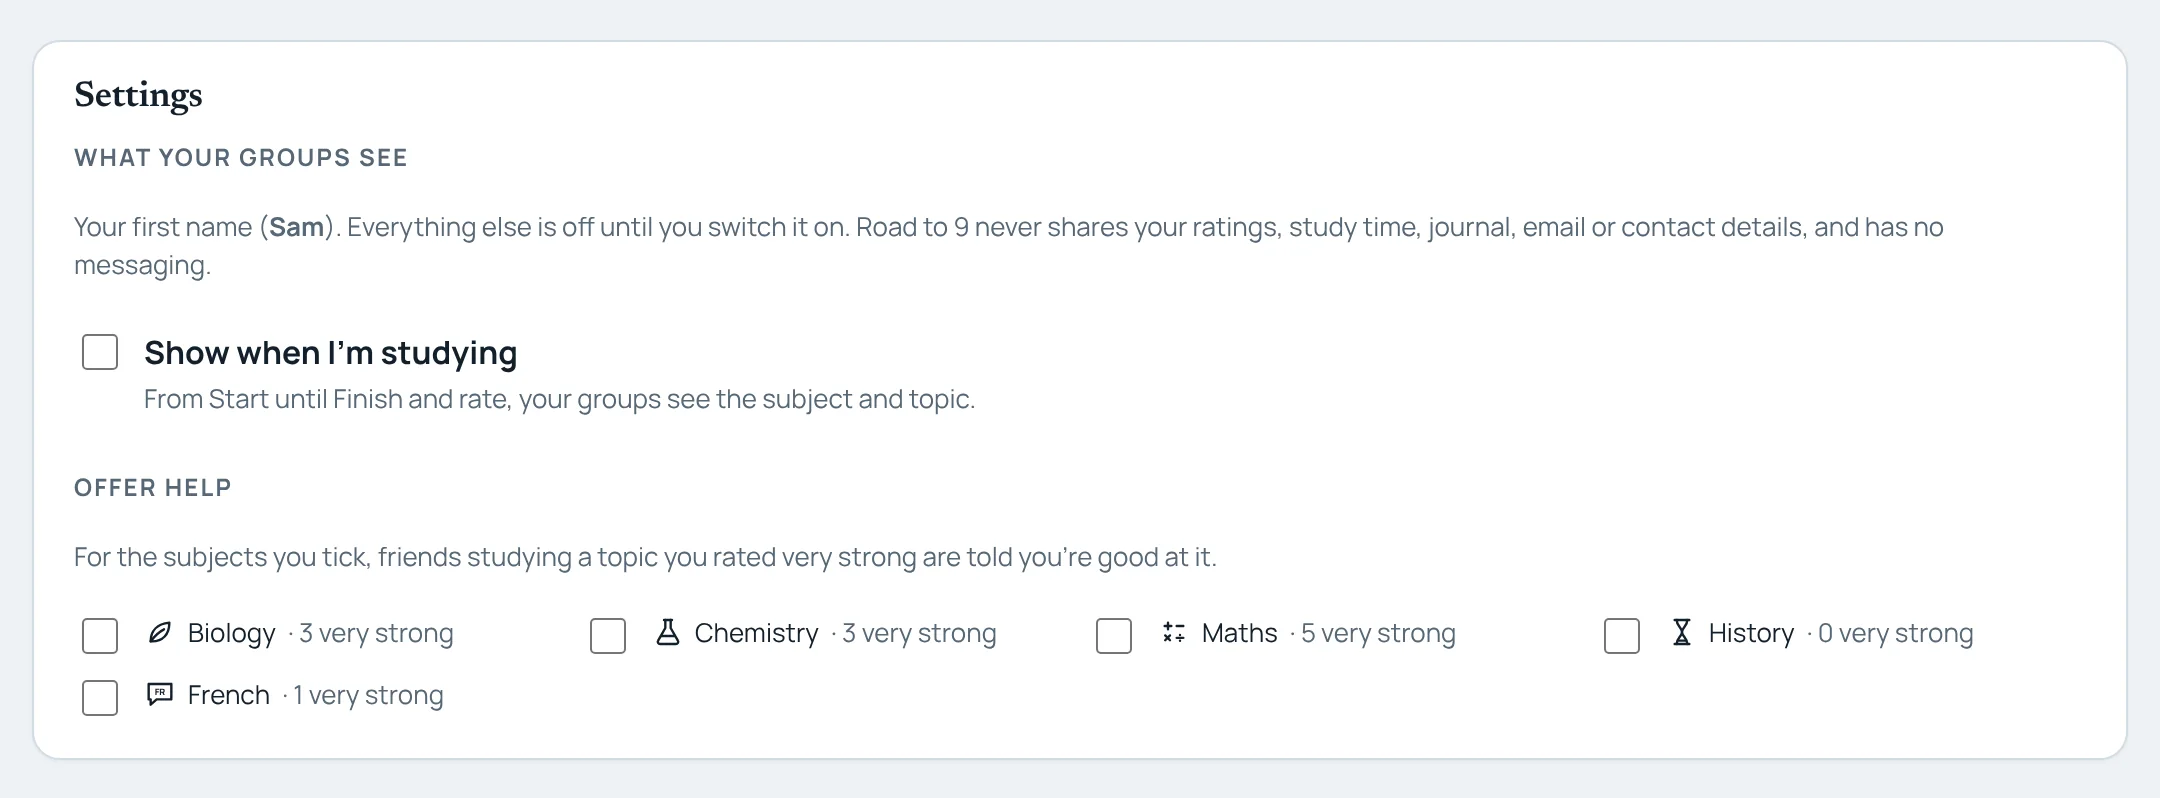 Settings
WHAT YOUR GROUPS SEE
Your first name (Sam). Everything else is off until you switch it on. Road to 9 never shares your ratings, study time, journal, email or contact details, and has no
messaging.
Show when I’m studying
From Start until Finish and rate, your groups see the subject and topic.
OFFER HELP
For the subjects you tick, friends studying a topic you rated very strong are told you’re good at it.
Biology · 3 very strong Chemistry · 3 very strong Maths · 5 very strong History · 0 very strong
FR French · 1 very strong